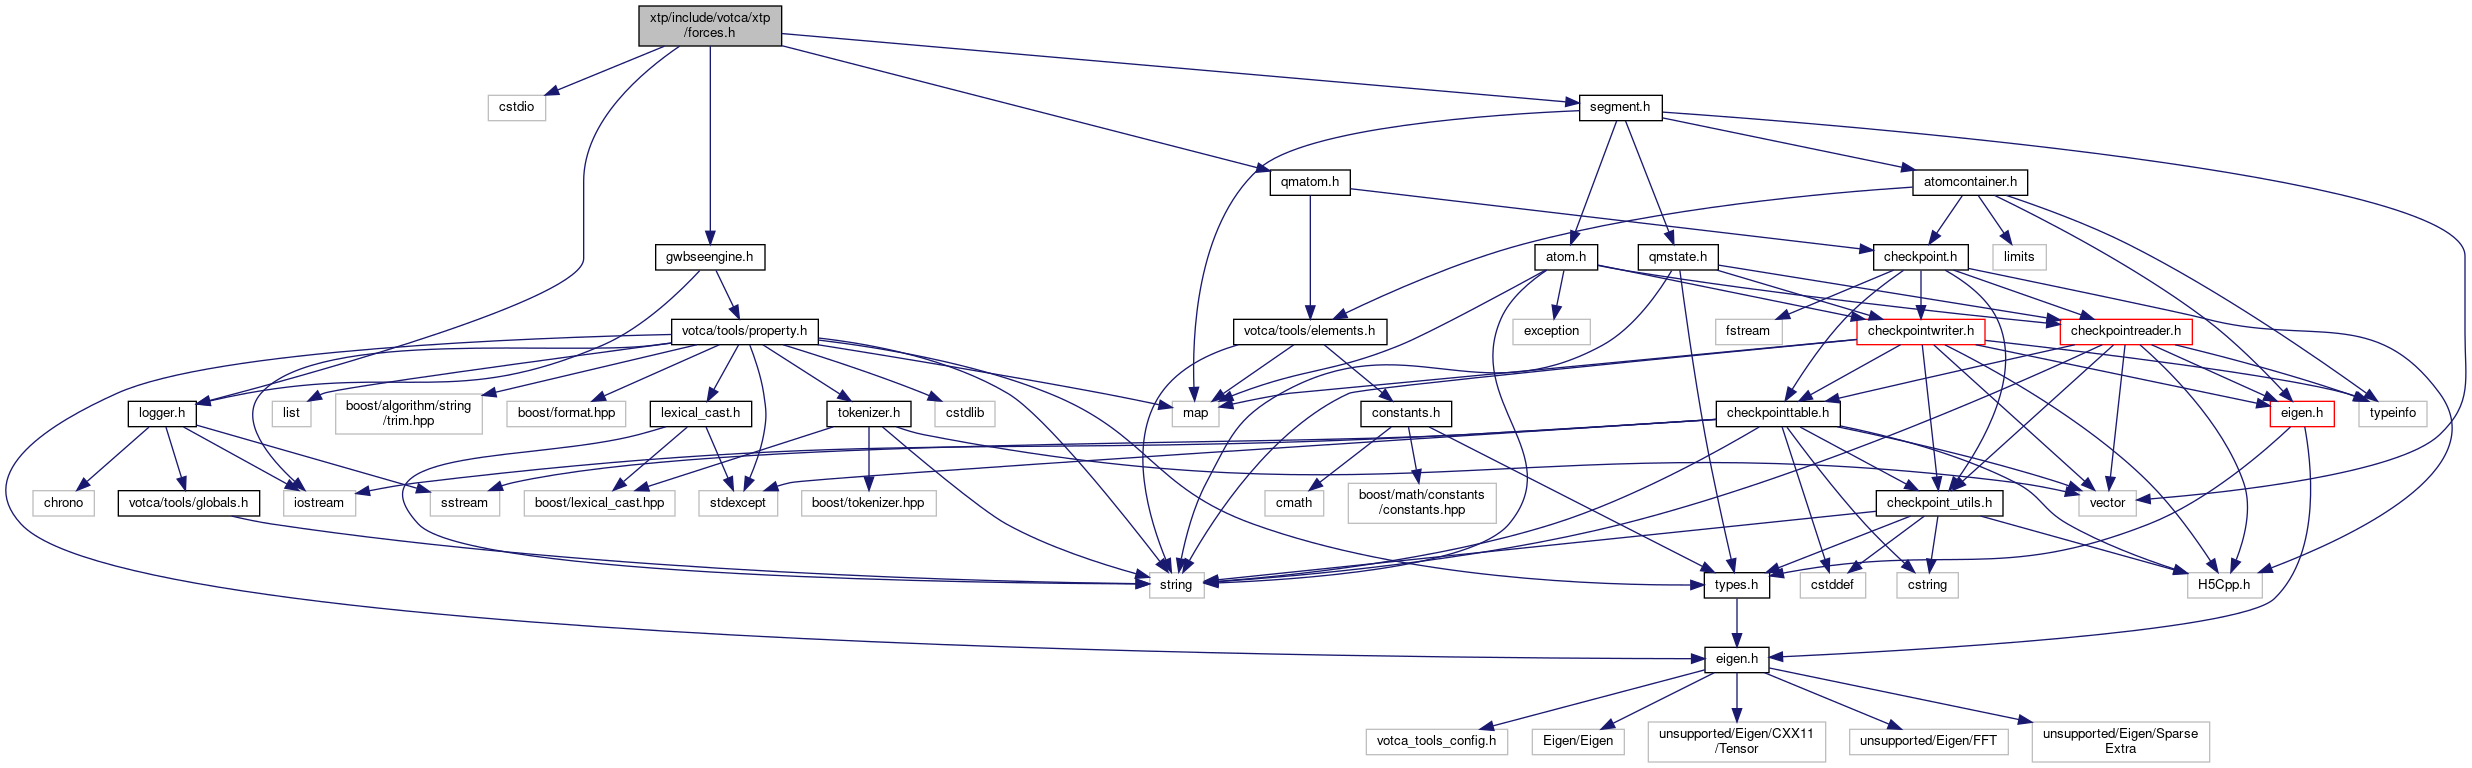 xtp/include/votca/xtp
/forces.h
cstdio
segment.h
qmatom.h
atomcontainer.h
gwbseengine.h
atom.h
qmstate.h
checkpoint.h
limits
votca/tools/property.h
votca/tools/elements.h
exception
fstream
checkpointwriter.h
checkpointreader.h
logger.h
list
boost/algorithm/string
/trim.hpp
boost/format.hpp
lexical_cast.h
tokenizer.h
cstdlib
map
constants.h
checkpointtable.h
eigen.h
typeinfo
chrono
votca/tools/globals.h
iostream
sstream
boost/lexical_cast.hpp
stdexcept
boost/tokenizer.hpp
cmath
boost/math/constants
/constants.hpp
checkpoint_utils.h
vector
string
types.h
cstddef
cstring
H5Cpp.h
eigen.h
votca_tools_config.h
Eigen/Eigen
unsupported/Eigen/CXX11
/Tensor
unsupported/Eigen/FFT
unsupported/Eigen/Sparse
Extra